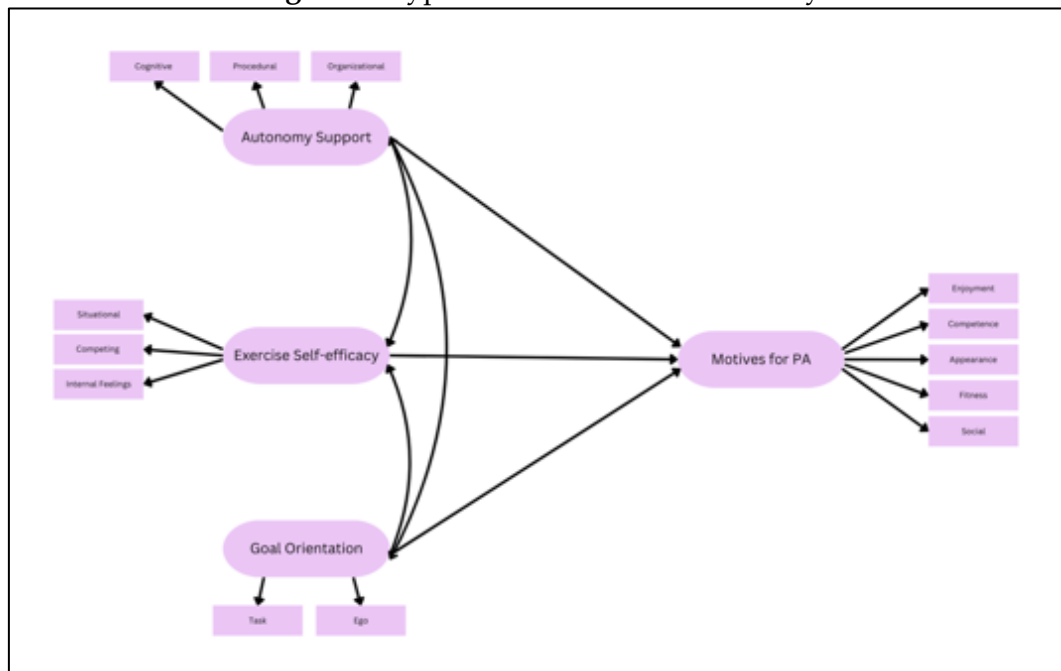 Cognitive
Procedural
Organizational
Autonomy Support
Situational
Competing
Internal Feelings
Exercise Self-efficacy
Motives for PA
Enjoyment
Competence
Appearance
Fitness
Social
Goal Orientation
Task
Ego